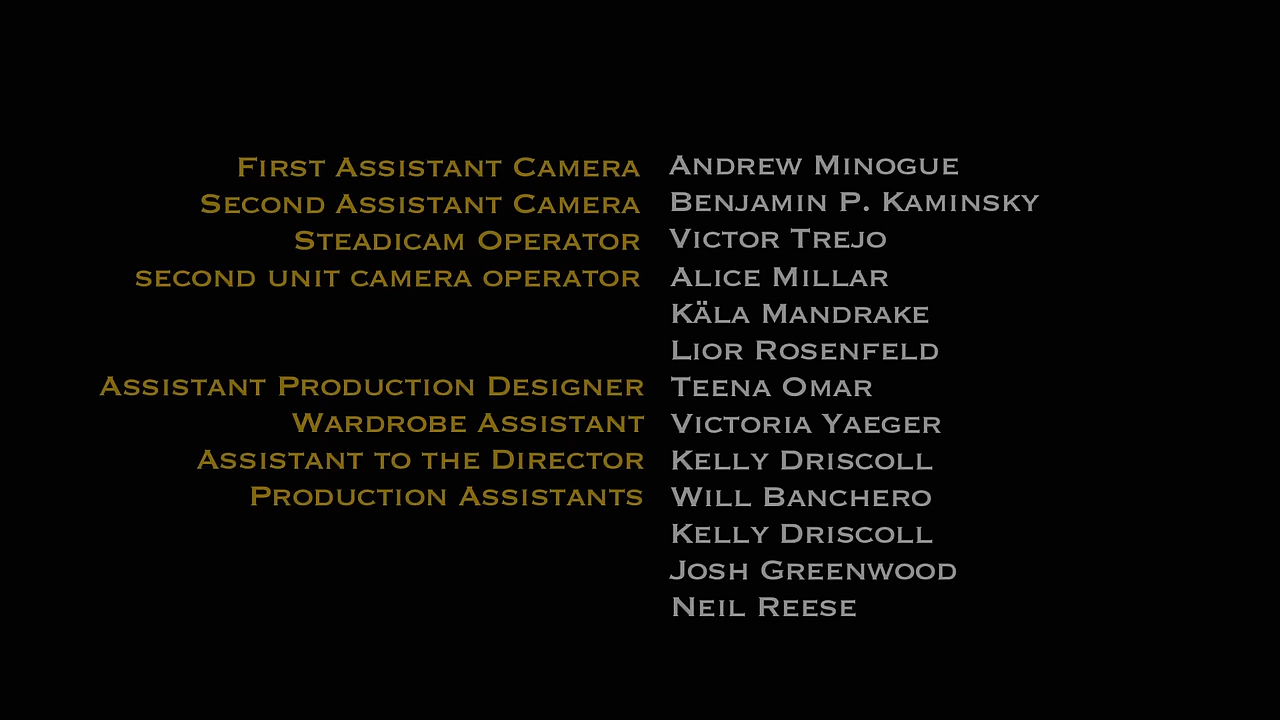 First Assistant Camera Andrew Minogue
Second Assistant Camera Benjamin P. Kaminsky
Steadicam Operator Victor Trejo
second unit camera operator Alice Millar
Käla Mandrake
Lior Rosenfeld
Assistant Production Designer Teena Omar
Wardrobe Assistant Victoria Yaeger
Assistant to the Director Kelly Driscoll
Production Assistants Will Banchero
Kelly Driscoll
Josh Greenwood
Neil Reese